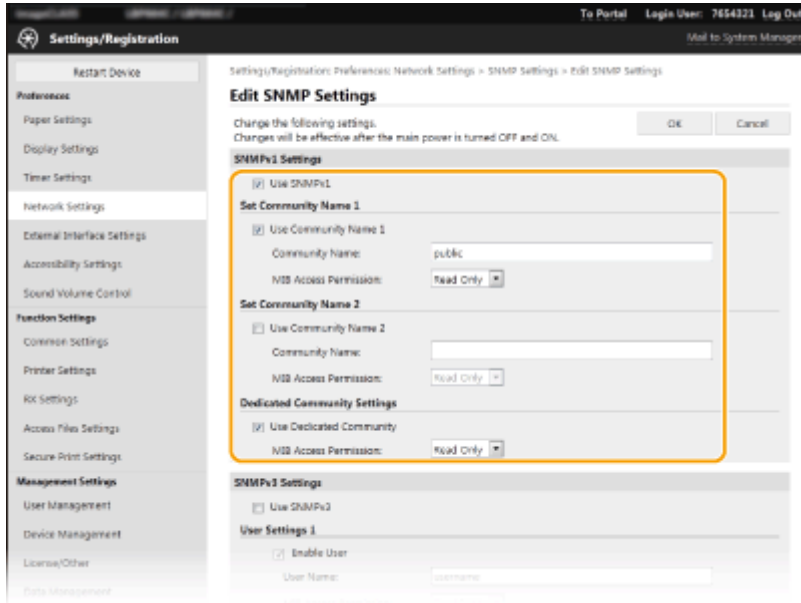 To Portal Login User: 7654321 Log Out
Settings/Registration
Mail to System Manager
Restart Device
Preferences
Paper Settings
Display Settings
Timer Settings
Network Settings
External Interface Settings
Accessibility Settings
Sound Volume Control
Function Settings
Common Settings
Printer Settings
RX Settings
Access Files Settings
Secure Print Settings
Management Settings
User Management
Device Management
License/Other
Data Management
Settings/Registration: Preferences: Network Settings > SNMP Settings > Edit SNMP Settings
Edit SNMP Settings
Change the following settings.
Changes will be effective after the main power is turned OFF and ON.
OK Cancel
SNMPv1 Settings
Use SNMPv1
Set Community Name 1
Use Community Name 1
Community Name: public
MIB Access Permission: Read Only
Set Community Name 2
Use Community Name 2
Community Name:
MIB Access Permission: Read Only
Dedicated Community Settings
Use Dedicated Community
MIB Access Permission: Read Only
SNMPv3 Settings
Use SNMPv3
User Settings 1
Enable User
User Name: username